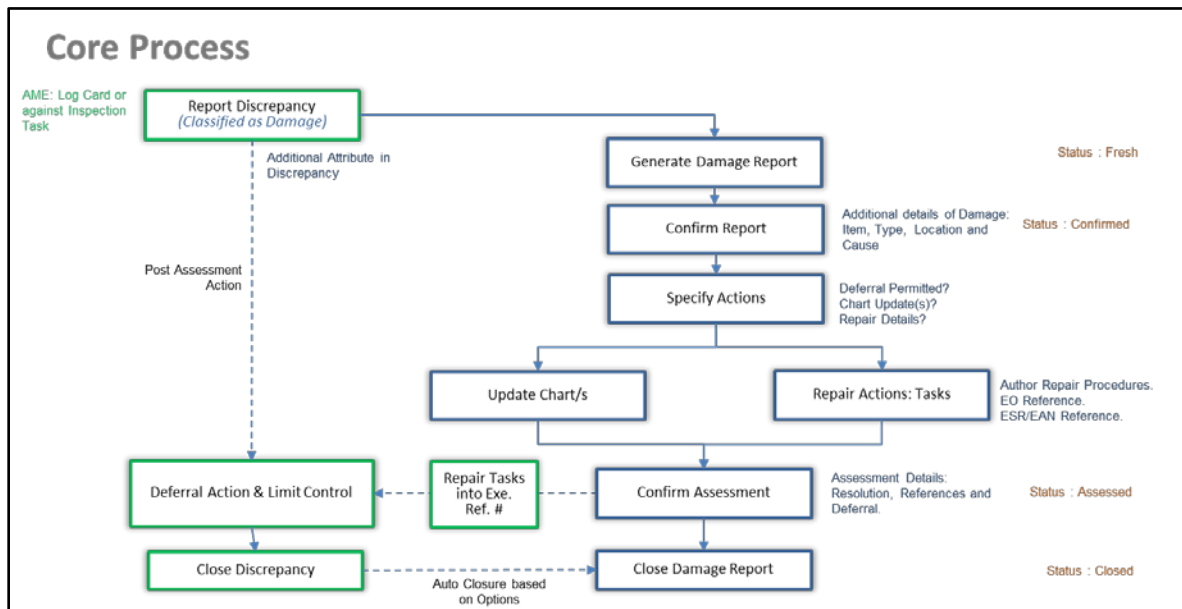 Core Process
AME: Log Card or
against Inspection
Task
Report Discrepancy
(Classified as Damage)
Additional Attribute in
Discrepancy
Generate Damage Report
Status : Fresh
Confirm Report
Additional details of Damage:
Item, Type, Location and
Cause
Status : Confirmed
Post Assessment
Action
Specify Actions
Deferral Permitted?
Chart Update(s)?
Repair Details?
Update Chart/s
Repair Actions: Tasks
Author Repair Procedures.
EO Reference.
ESR/EAN Reference.
Deferral Action & Limit Control
Repair Tasks
into Exe.
Ref. #
Confirm Assessment
Assessment Details:
Resolution, References and
Deferral.
Status : Assessed
Close Discrepancy
Auto Closure based
on Options
Close Damage Report
Status : Closed